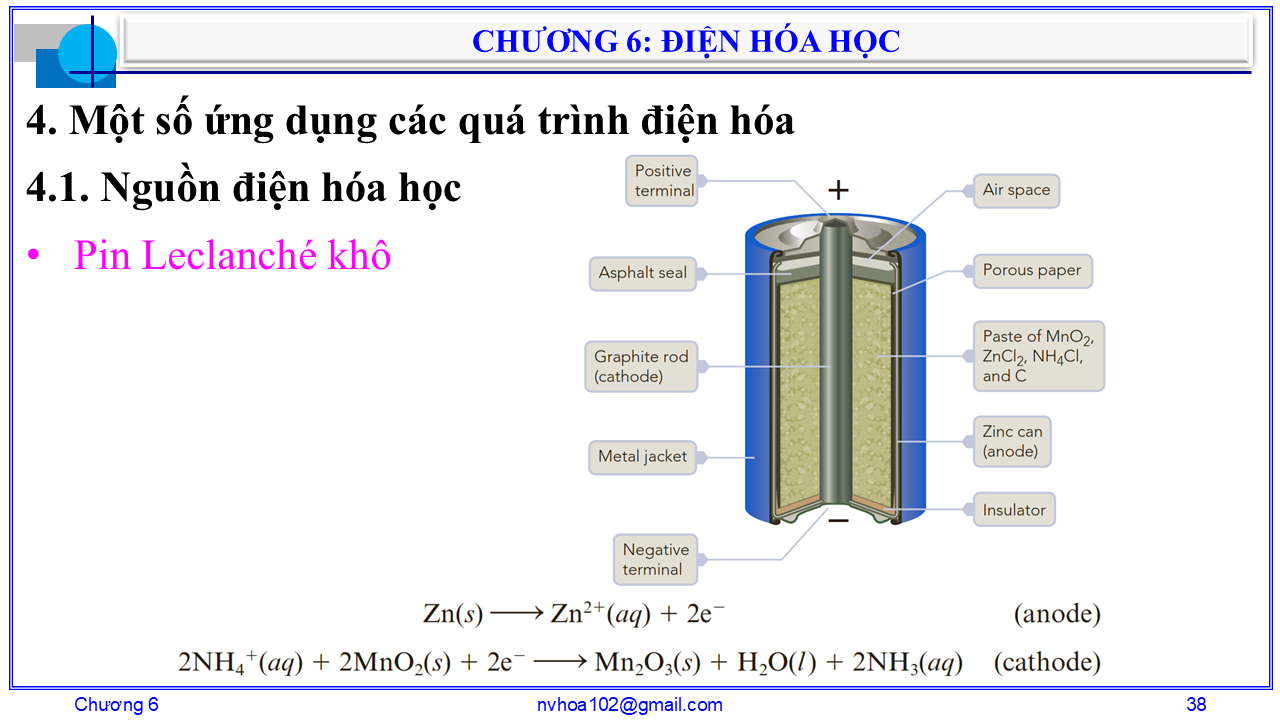 CHƯƠNG 6: ĐIỆN HÓA HỌC
4. Một số ứng dụng các quá trình điện hóa
4.1. Nguồn điện hóa học
• Pin Leclanché khô
Positive
terminal
+
Air space
Asphalt seal
Porous paper
Graphite rod
(cathode)
Paste of MnO₂,
ZnCl₂, NH₄Cl,
and C
Metal jacket
Zinc can
(anode)
Insulator
−
Negative
terminal
Zn(s) ⟶ Zn²⁺(aq) + 2e⁻ (anode)
2NH₄⁺(aq) + 2MnO₂(s) + 2e⁻ ⟶ Mn₂O₃(s) + H₂O(l) + 2NH₃(aq) (cathode)
Chương 6 nvhoa102@gmail.com 38